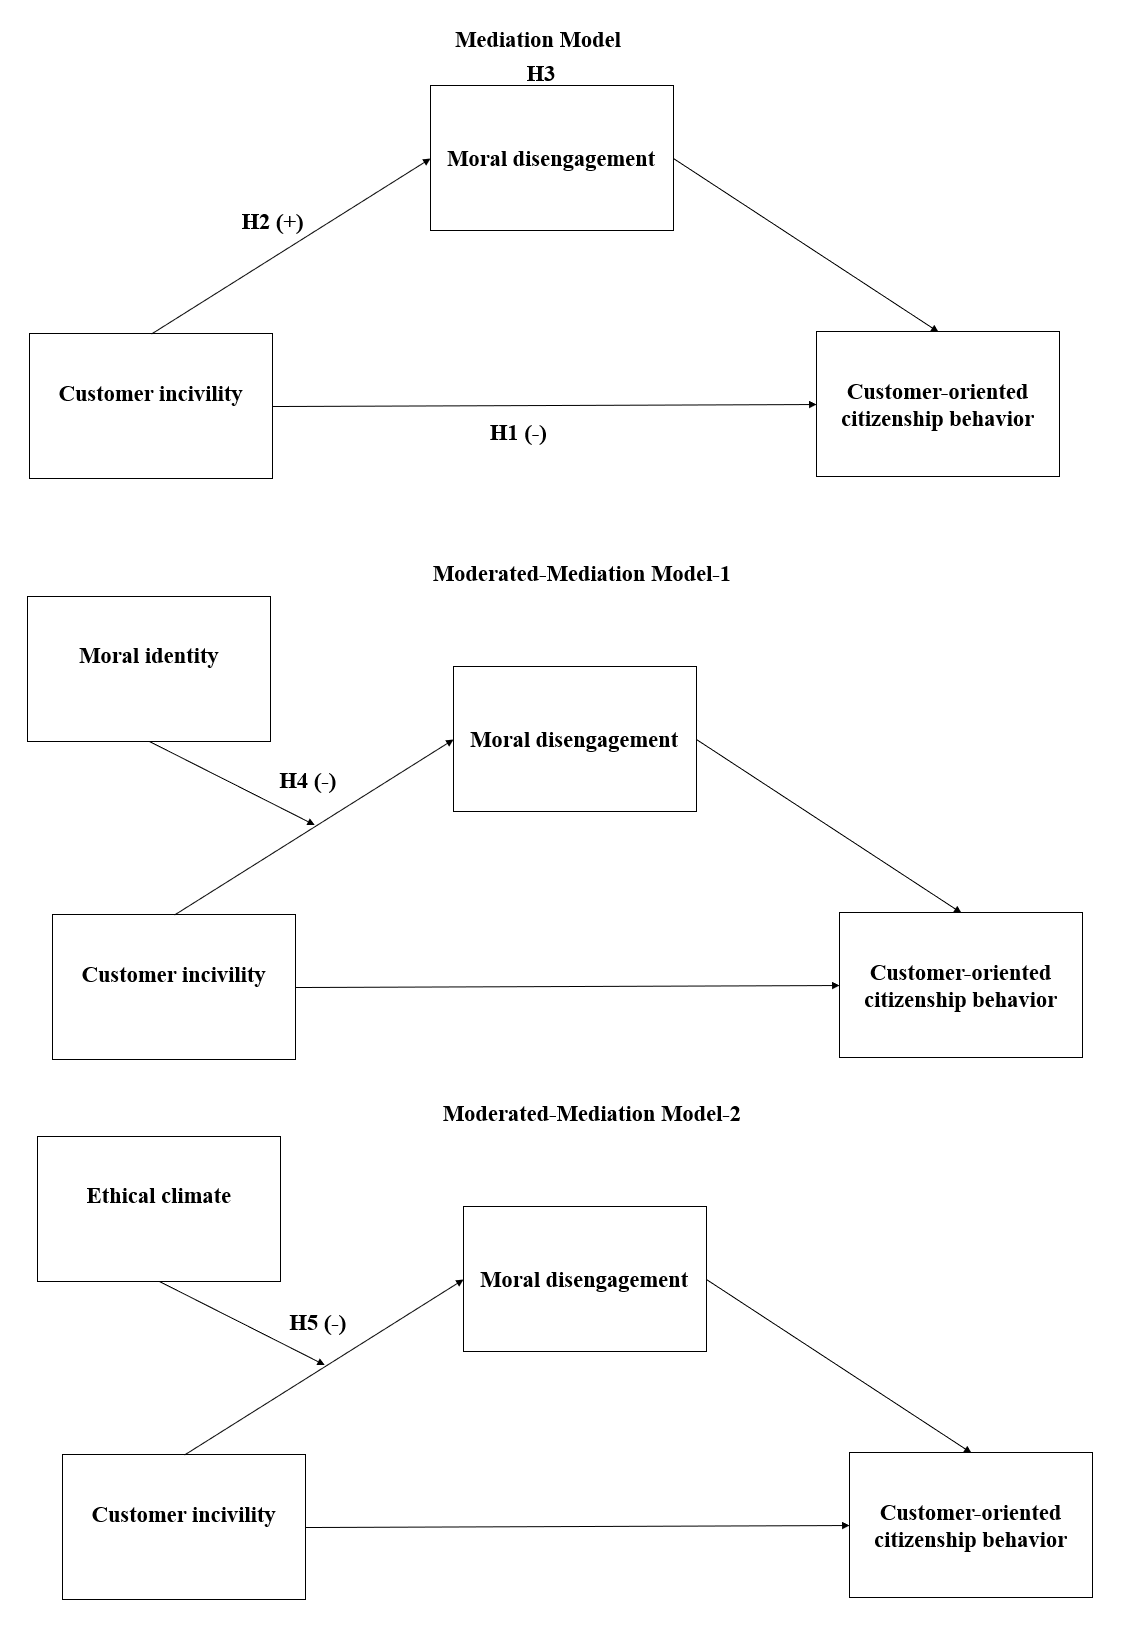 Mediation Model
H3
Moral disengagement
H2 (+)
Customer incivility
Customer-oriented
citizenship behavior
H1 (-)
Moderated-Mediation Model-1
Moral identity
Moral disengagement
H4 (-)
Customer incivility
Customer-oriented
citizenship behavior
Moderated-Mediation Model-2
Ethical climate
Moral disengagement
H5 (-)
Customer incivility
Customer-oriented
citizenship behavior